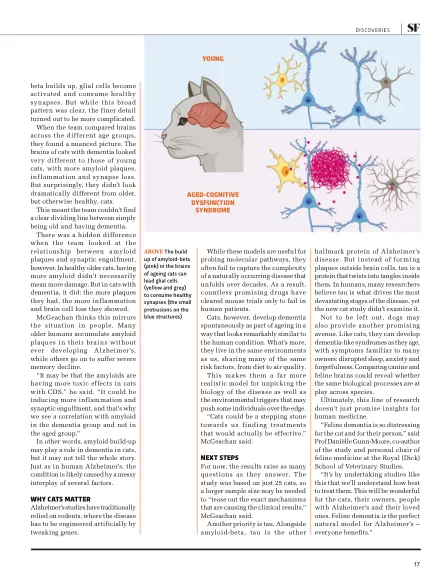 DISCOVERIES
SF
YOUNG
AGED-COGNITIVE
DYSFUNCTION
SYNDROME
beta builds up, glial cells become
activated and consume healthy
synapses. But while this broad
pattern was clear, the finer detail
turned out to be more complicated.
When the team compared brains
across the different age groups,
they found a nuanced picture. The
brains of cats with dementia looked
very different to those of young
cats, with more amyloid plaques,
inflammation and synapse loss.
But surprisingly, they didn't look
dramatically different from older,
but otherwise healthy, cats.
This meant the team couldn't find
a clear dividing line between simply
being old and having dementia.
There was a hidden difference
when the team looked at the
relationship between amyloid
plaques and synaptic engulfment,
however. In healthy older cats, having
more amyloid didn't necessarily
mean more damage. But in cats with
dementia, it did: the more plaques
they had, the more inflammation
and brain cell loss they showed.
McGeachan thinks this mirrors
the situation in people. Many
older humans accumulate amyloid
plaques in their brains without
ever developing Alzheimer's,
while others go on to suffer severe
memory decline.
"It may be that the amyloids are
having more toxic effects in cats
with CDS," he said. "It could be
inducing more inflammation and
synaptic engulfment, and that's why
we see a correlation with amyloid
in the dementia group and not in
the aged group."
In other words, amyloid build-up
may play a role in dementia in cats,
but it may not tell the whole story.
Just as in human Alzheimer's, the
condition is likely caused by a messy
interplay of several factors.
WHY CATS MATTER
Alzheimer's studies have traditionally
relied on rodents, where the disease
has to be engineered artificially by
tweaking genes.
ABOVE The build
up of amyloid-beta
(pink) in the brains
of ageing cats can
lead glial cells
(yellow and grey)
to consume healthy
synapses (the small
protrusions on the
blue structures)
While these models are useful for
probing molecular pathways, they
often fail to capture the complexity
of a naturally occurring disease that
unfolds over decades. As a result,
countless promising drugs have
cleared mouse trials only to fail in
human patients.
Cats, however, develop dementia
spontaneously as part of ageing in a
way that looks remarkably similar to
the human condition. What's more,
they live in the same environments
as us, sharing many of the same
risk factors, from diet to air quality.
This makes them a far more
realistic model for unpicking the
biology of the disease as well as
the environmental triggers that may
push some individuals over the edge.
"Cats could be a stepping stone
towards us finding treatments
that would actually be effective,"
McGeachan said.
NEXT STEPS
For now, the results raise as many
questions as they answer. The
study was based on just 25 cats, so
a larger sample size may be needed
to "tease out the exact mechanisms
that are causing the clinical results,"
McGeachan said.
Another priority is tau. Alongside
amyloid-beta, tau is the other
hallmark protein of Alzheimer's
disease. But instead of forming
plaques outside brain cells, tau is a
protein that twists into tangles inside
them. In humans, many researchers
believe tau is what drives the most
devastating stages of the disease, yet
the new cat study didn't examine it.
Not to be left out, dogs may
also provide another promising
avenue. Like cats, they can develop
dementia-like syndromes as they age,
with symptoms familiar to many
owners: disrupted sleep, anxiety and
forgetfulness. Comparing canine and
feline brains could reveal whether
the same biological processes are at
play across species.
Ultimately, this line of research
doesn't just promise insights for
human medicine.
"Feline dementia is so distressing
for the cat and for their person," said
Prof Daniëlle Gunn-Moore, co-author
of the study and personal chair of
feline medicine at the Royal (Dick)
School of Veterinary Studies.
"It's by undertaking studies like
this that we'll understand how best
to treat them. This will be wonderful
for the cats, their owners, people
with Alzheimer's and their loved
ones. Feline dementia is the perfect
natural model for Alzheimer's –
everyone benefits."
17